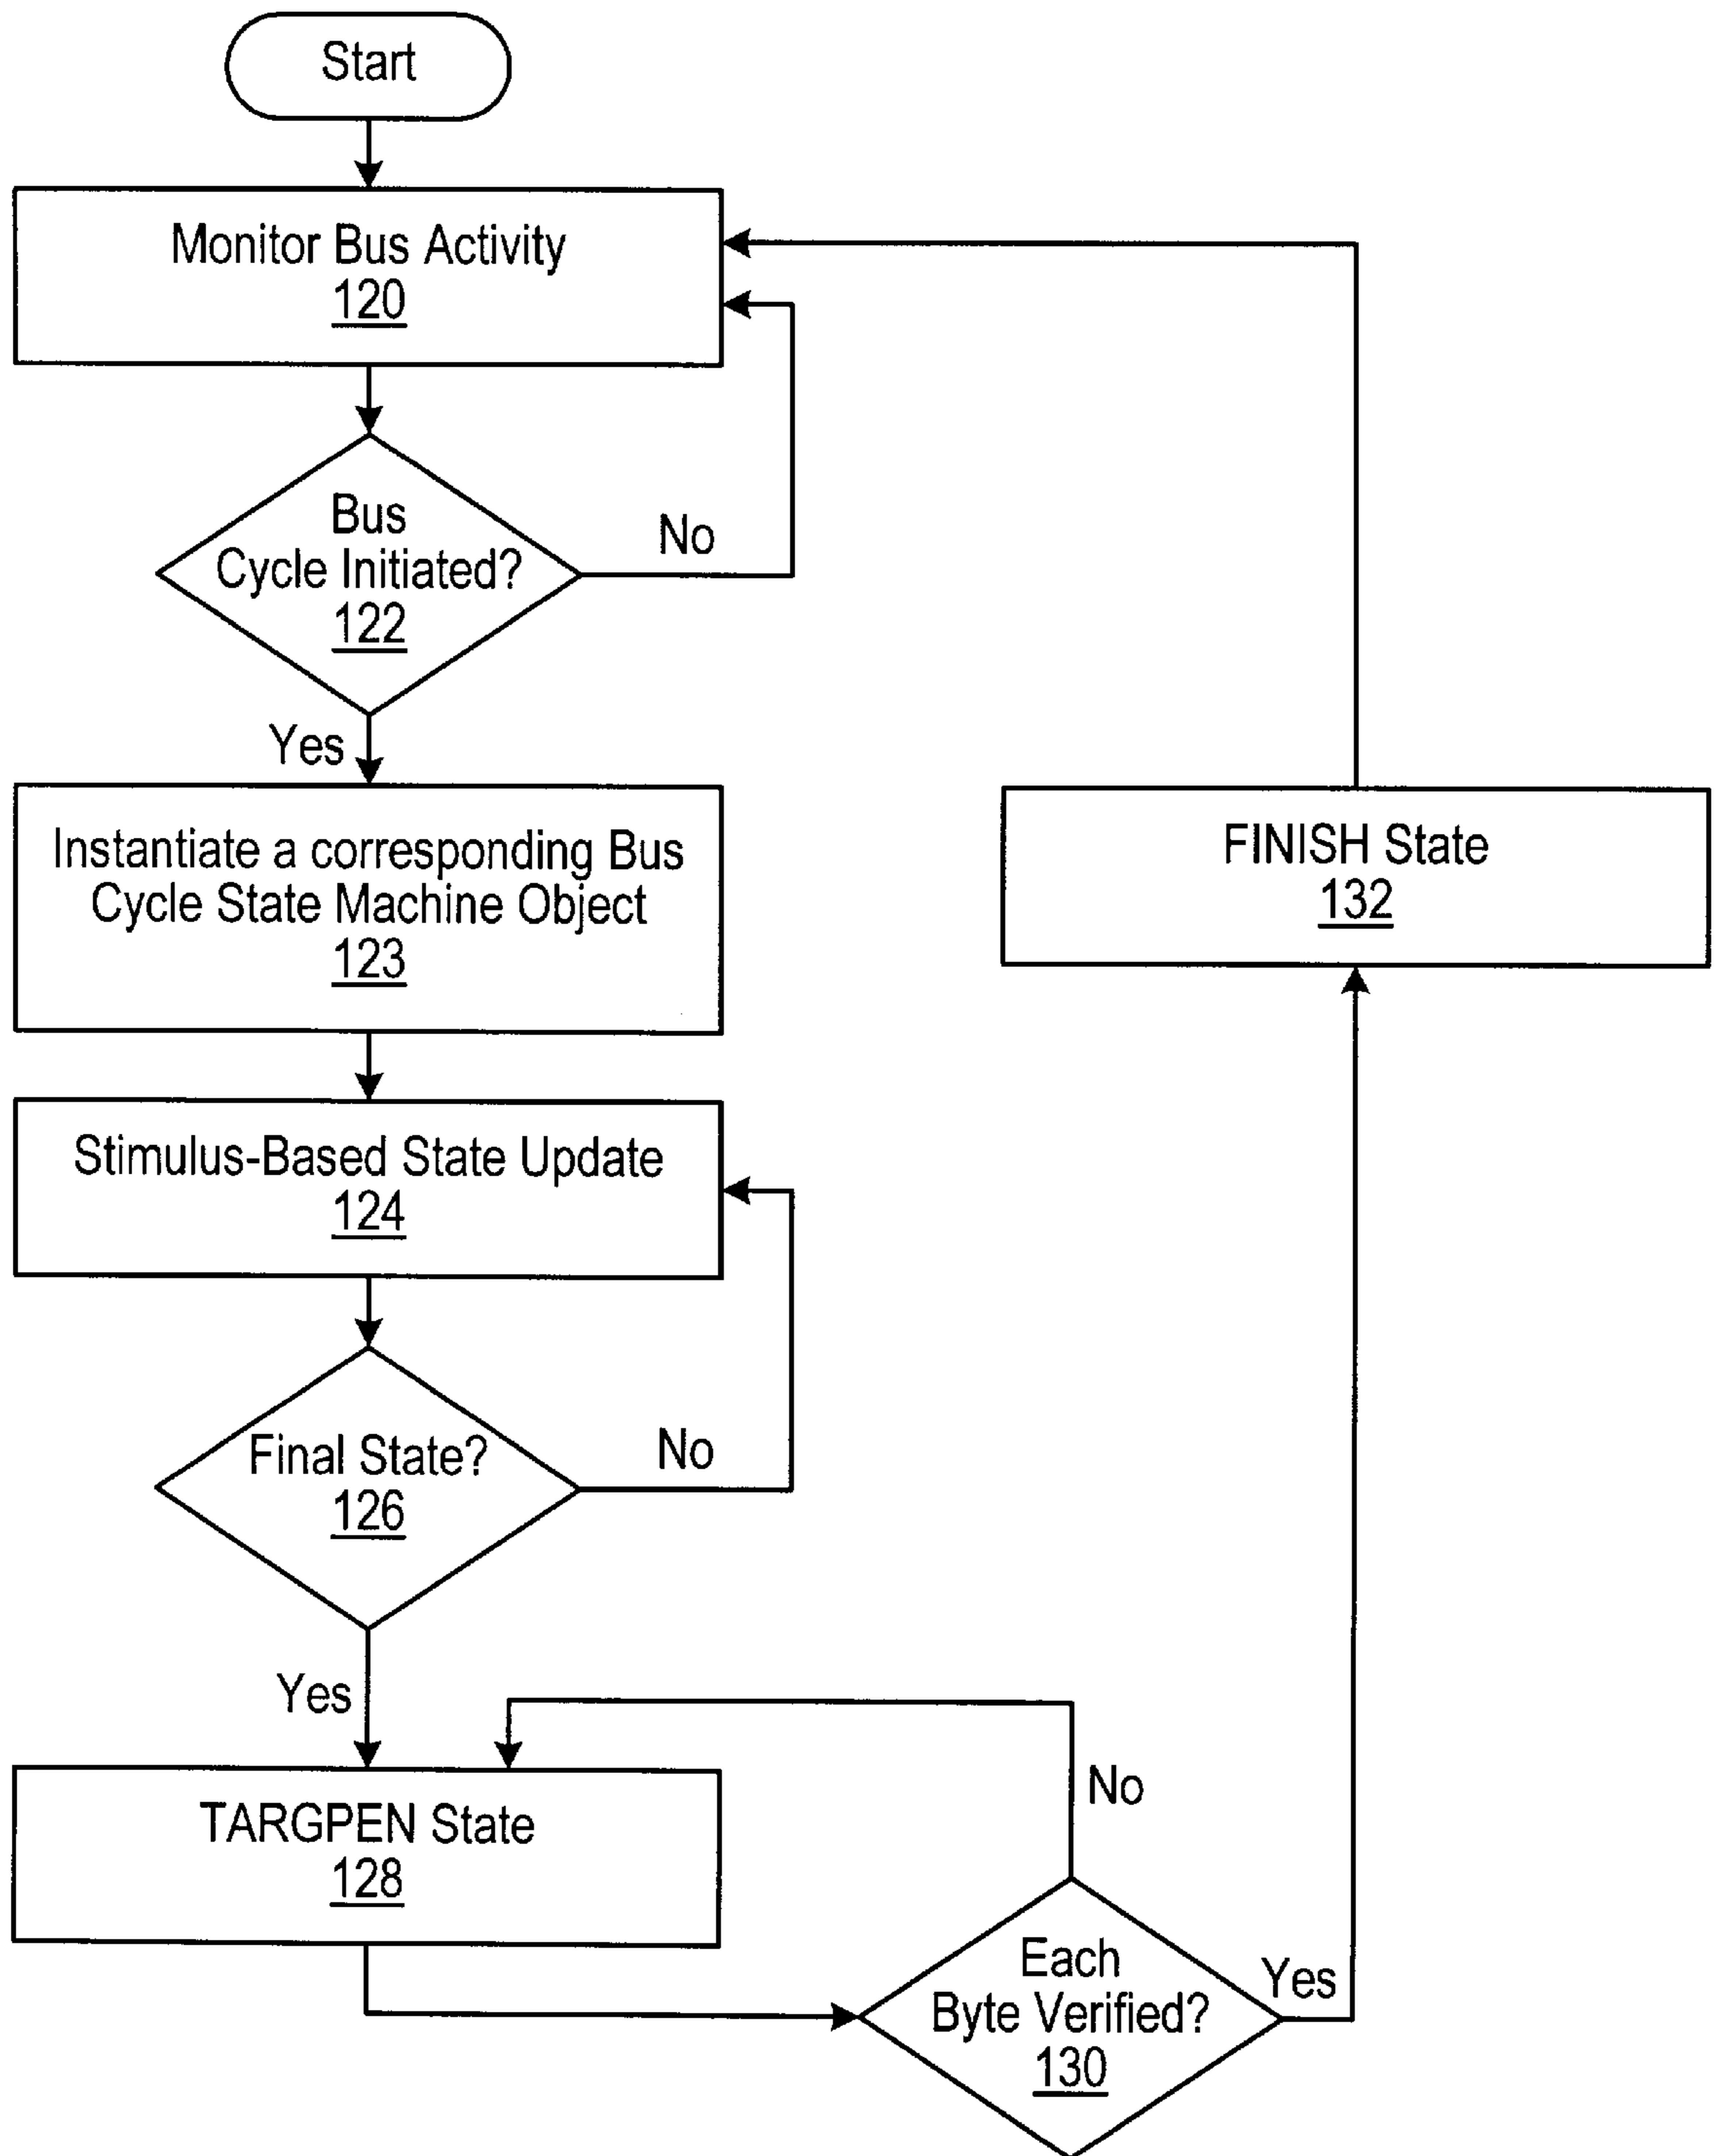 Start
Monitor Bus Activity
120
Bus
Cycle Initiated?
122
No
Yes
Instantiate a corresponding Bus
Cycle State Machine Object
123
FINISH State
132
Stimulus-Based State Update
124
Final State?
126
No
Yes
TARGPEN State
128
No
Each
Byte Verified?
130
Yes